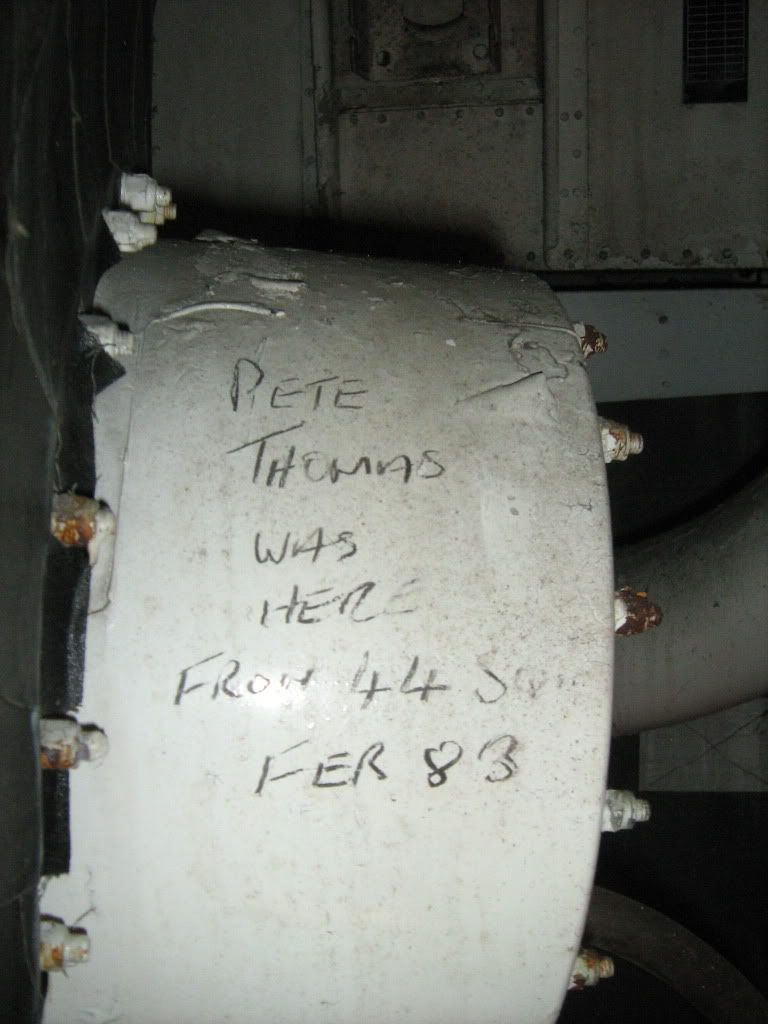 PETE
THOMAS
WAS
HERE
FROM 44
FEB 83